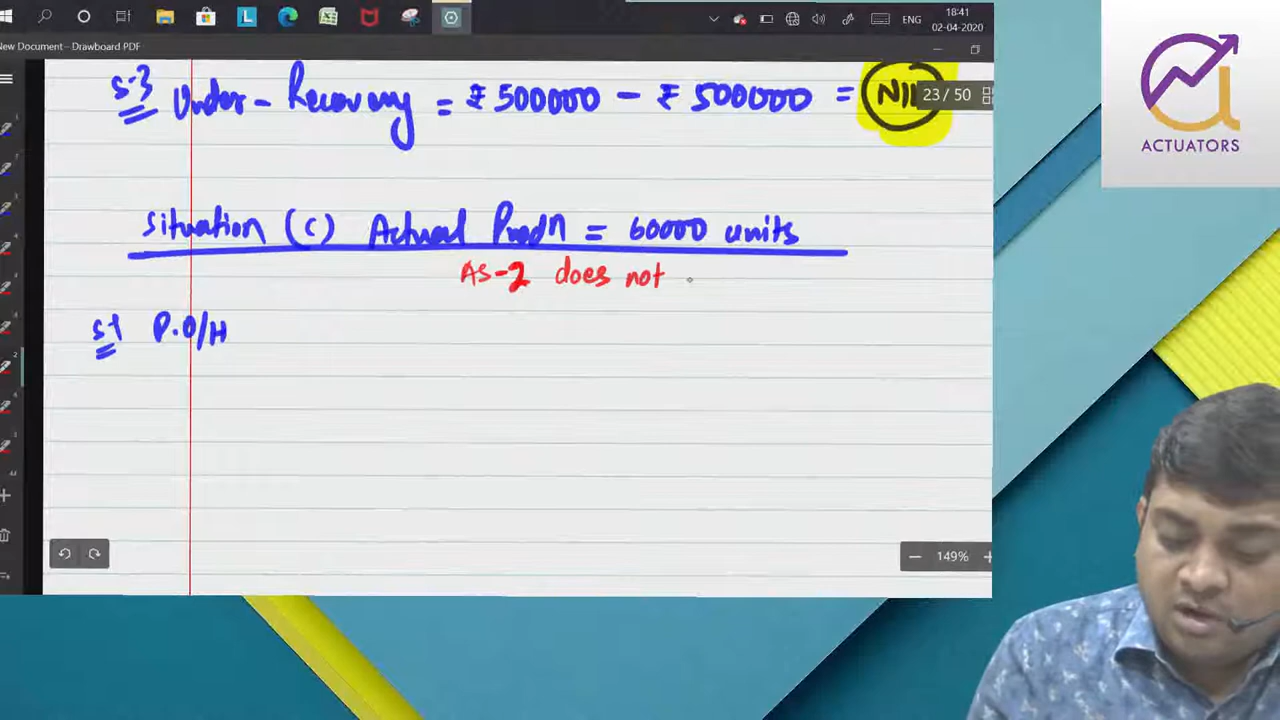 18:41
ENG
02-04-2020
New Document - Drawboard PDF
S-3 Under-Recovery = ₹500000 - ₹500000 = Nil
23 / 50
ACTUATORS
Situation (C) Actual Prodn = 60000 units
AS-2 does not
S-1 P.O/H
149%